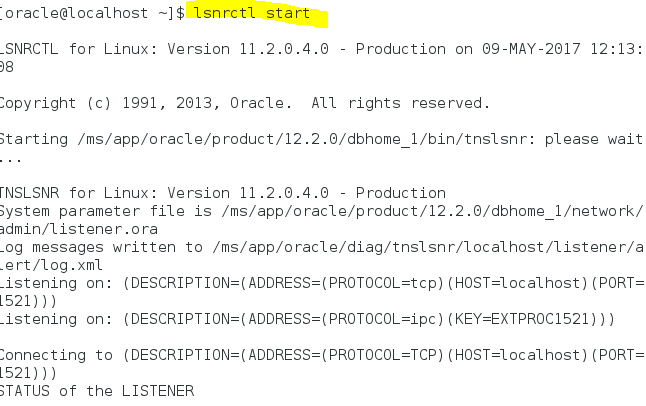 [oracle@localhost ~]$ lsnrctl start
LSNRCTL for Linux: Version 11.2.0.4.0 - Production on 09-MAY-2017 12:13:
08
Copyright (c) 1991, 2013, Oracle.  All rights reserved.
Starting /ms/app/oracle/product/12.2.0/dbhome_1/bin/tnslsnr: please wait
...
TNSLSNR for Linux: Version 11.2.0.4.0 - Production
System parameter file is /ms/app/oracle/product/12.2.0/dbhome_1/network/
admin/listener.ora
Log messages written to /ms/app/oracle/diag/tnslsnr/localhost/listener/a
lert/log.xml
Listening on: (DESCRIPTION=(ADDRESS=(PROTOCOL=tcp)(HOST=localhost)(PORT=
1521)))
Listening on: (DESCRIPTION=(ADDRESS=(PROTOCOL=ipc)(KEY=EXTPROC1521)))
Connecting to (DESCRIPTION=(ADDRESS=(PROTOCOL=TCP)(HOST=localhost)(PORT=
1521)))
STATUS of the LISTENER